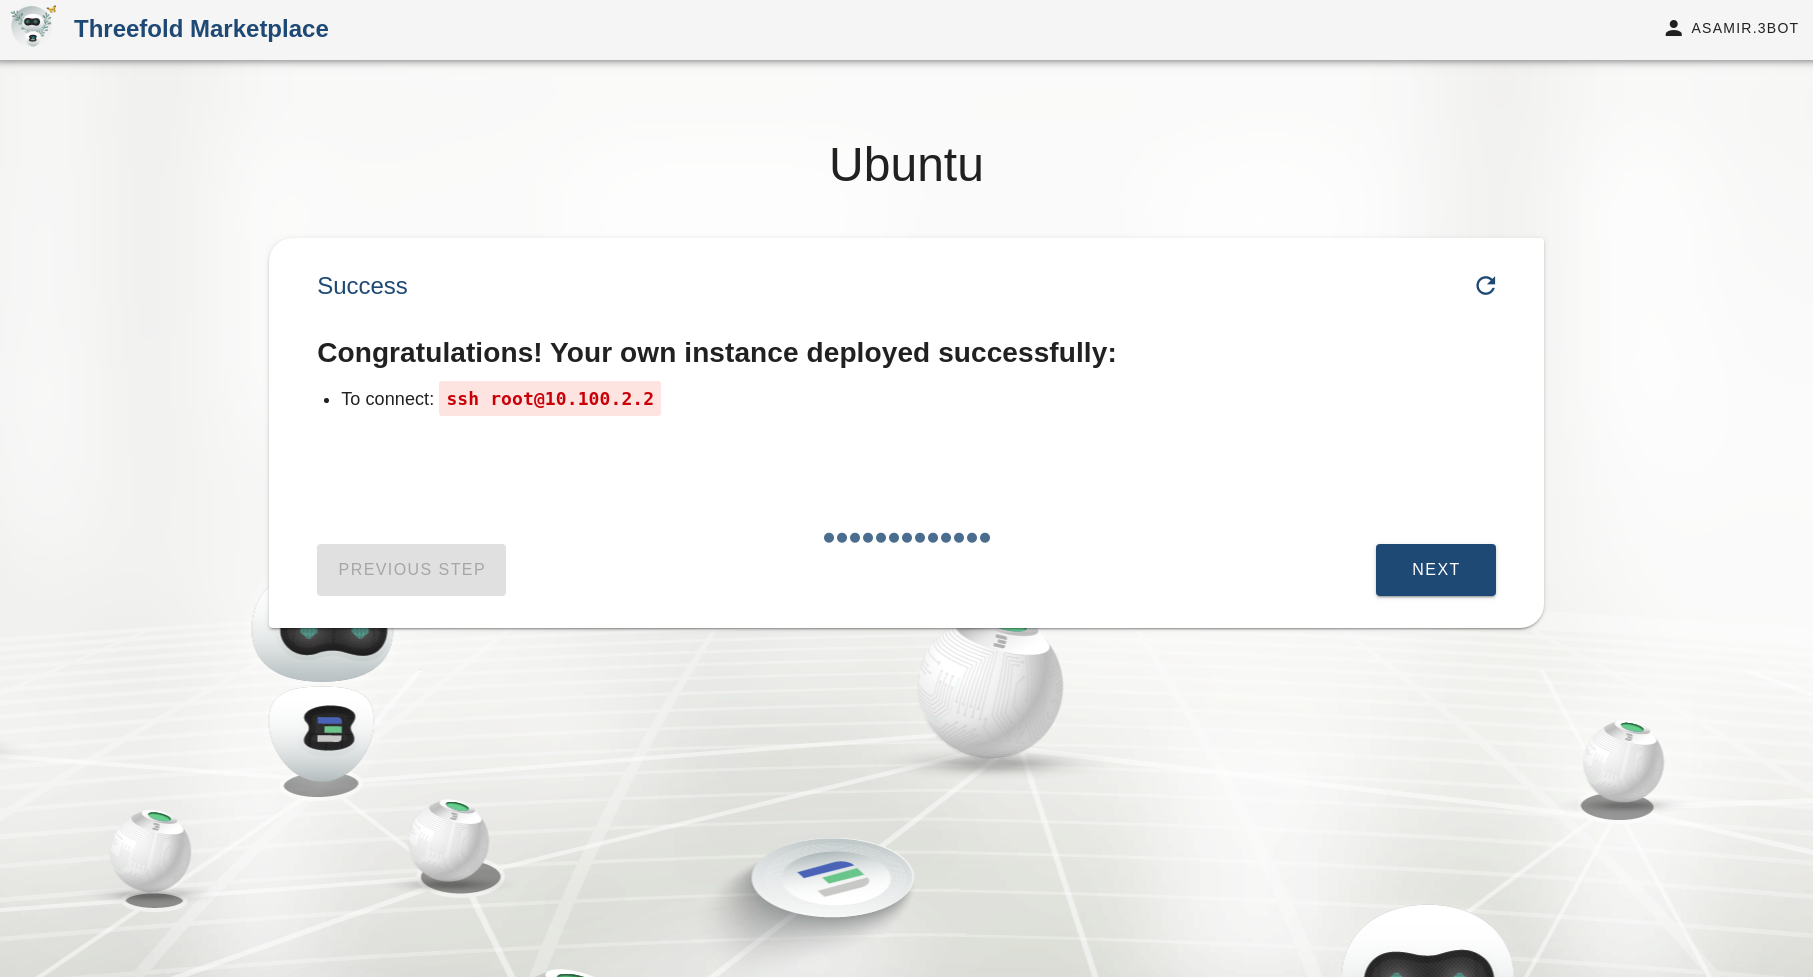 Threefold Marketplace
ASAMIR.3BOT
Ubuntu
Success
Congratulations! Your own instance deployed successfully:
To connect: ssh root@10.100.2.2
PREVIOUS STEP
NEXT